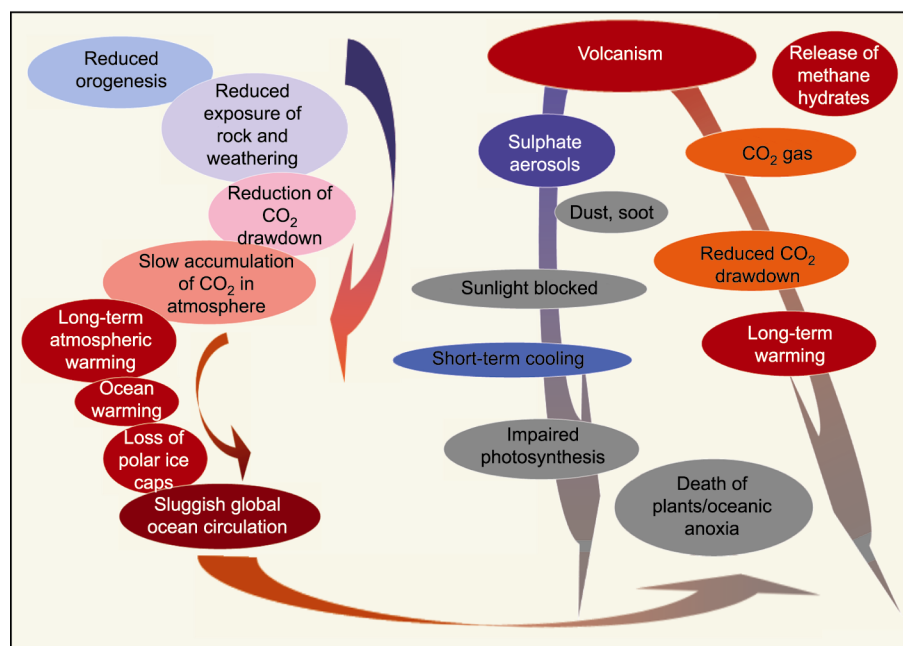 Reduced
orogenesis
Reduced
exposure of
rock and
weathering
Reduction of
CO₂
drawdown
Slow accumulation
of CO₂ in
atmosphere
Long-term
atmospheric
warming
Ocean
warming
Loss of
polar ice
caps
Sluggish global
ocean circulation
Volcanism
Release of
methane
hydrates
Sulphate
aerosols
CO₂ gas
Dust, soot
Reduced CO₂
drawdown
Sunlight blocked
Long-term
warming
Short-term cooling
Impaired
photosynthesis
Death of
plants/oceanic
anoxia